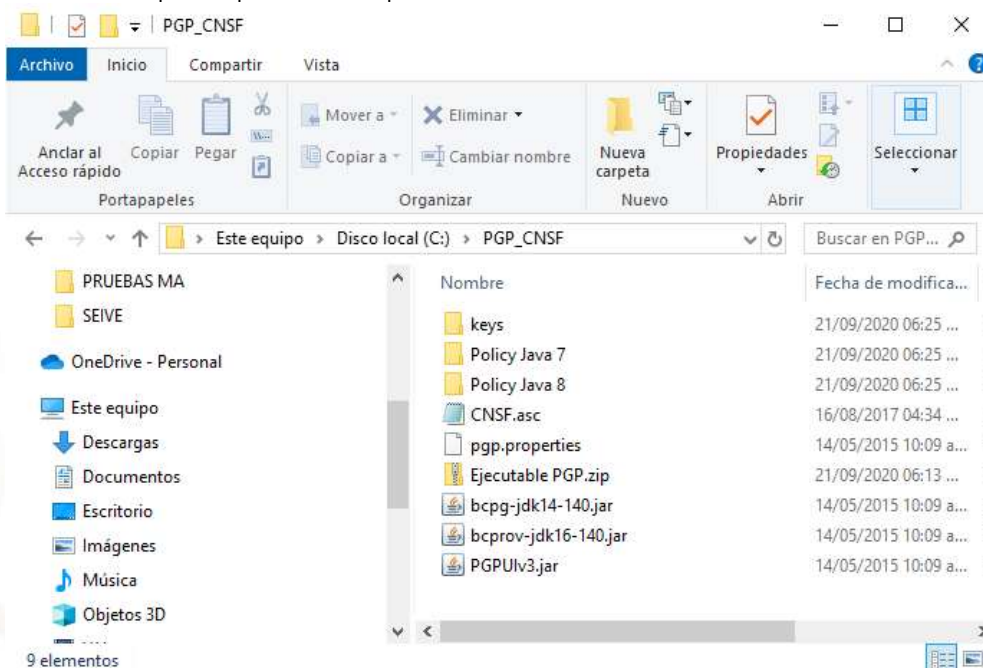 PGP_CNSF
Archivo Inicio Compartir Vista
Anclar al Acceso rápido
Copiar
Pegar
Mover a
Copiar a
Eliminar
Cambiar nombre
Nueva carpeta
Propiedades
Seleccionar
Portapapeles Organizar Nuevo Abrir
Este equipo > Disco local (C:) > PGP_CNSF
Buscar en PGP...
PRUEBAS MA
SEIVE
OneDrive - Personal
Este equipo
Descargas
Documentos
Escritorio
Imágenes
Música
Objetos 3D
Nombre Fecha de modifica...
keys 21/09/2020 06:25 ...
Policy Java 7 21/09/2020 06:25 ...
Policy Java 8 21/09/2020 06:25 ...
CNSF.asc 16/08/2017 04:34 ...
pgp.properties 14/05/2015 10:09 a...
Ejecutable PGP.zip 21/09/2020 06:13 ...
bcpg-jdk14-140.jar 14/05/2015 10:09 a...
bcprov-jdk16-140.jar 14/05/2015 10:09 a...
PGPUIv3.jar 14/05/2015 10:09 a...
9 elementos